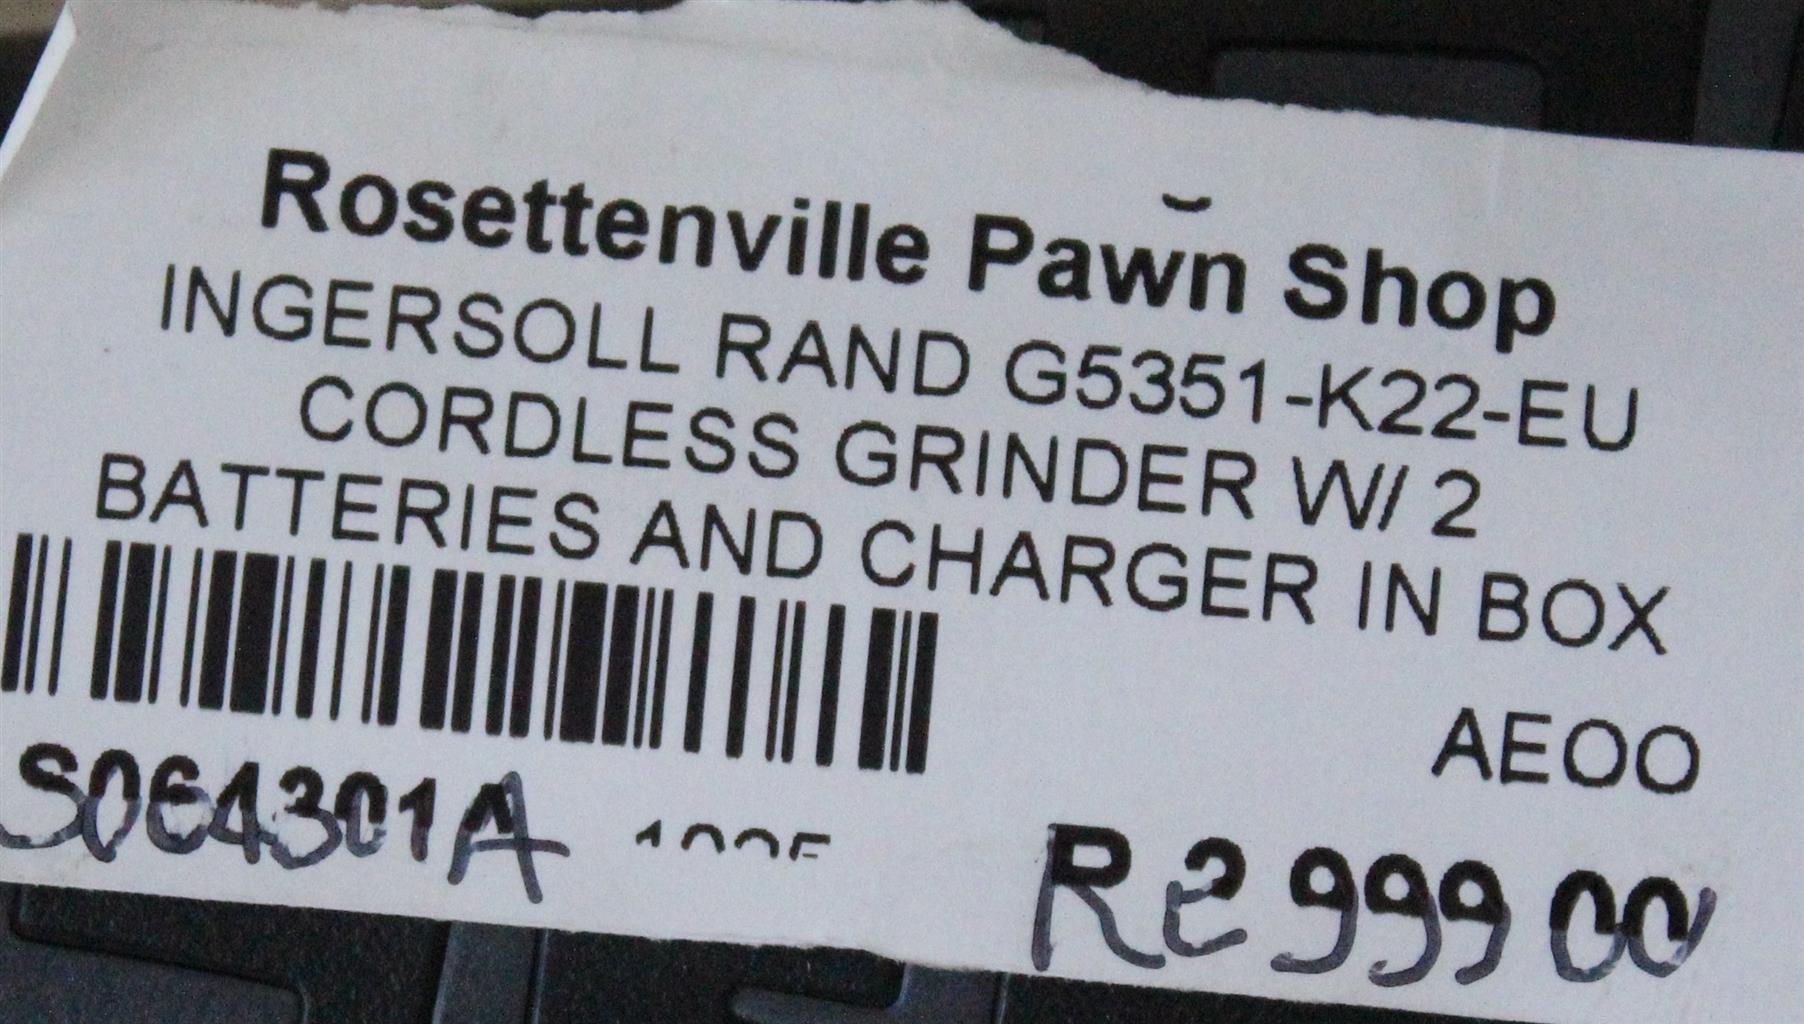 Rosettenville Pawn Shop
INGERSOLL RAND G5351-K22-EU
CORDLESS GRINDER W/ 2
BATTERIES AND CHARGER IN BOX
AEOO
S064301A
R2 999 00